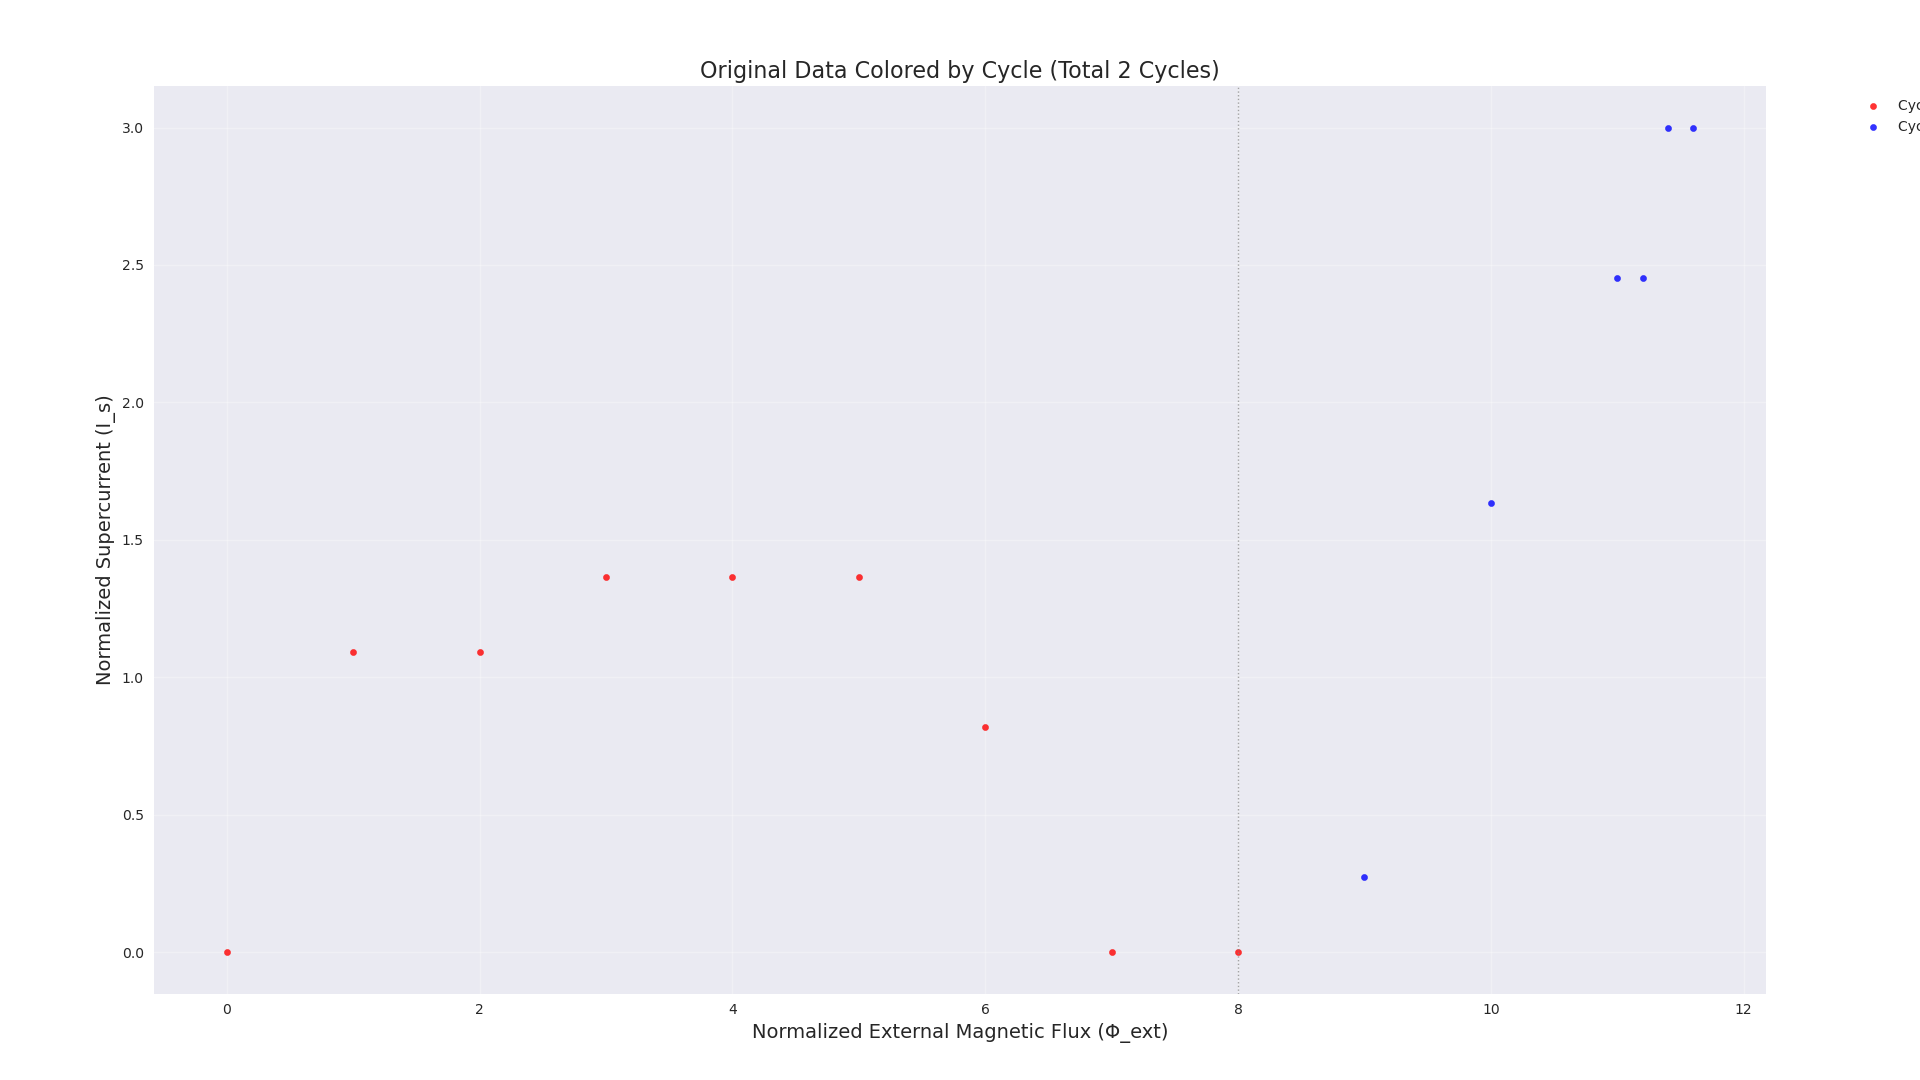 Original Data Colored by Cycle (Total 2 Cycles)
Cyc
Cyc
3.0
2.5
2.0
1.5
1.0
0.5
0.0
Normalized Supercurrent (I_s)
0 2 4 6 8 10 12
Normalized External Magnetic Flux (Φ_ext)